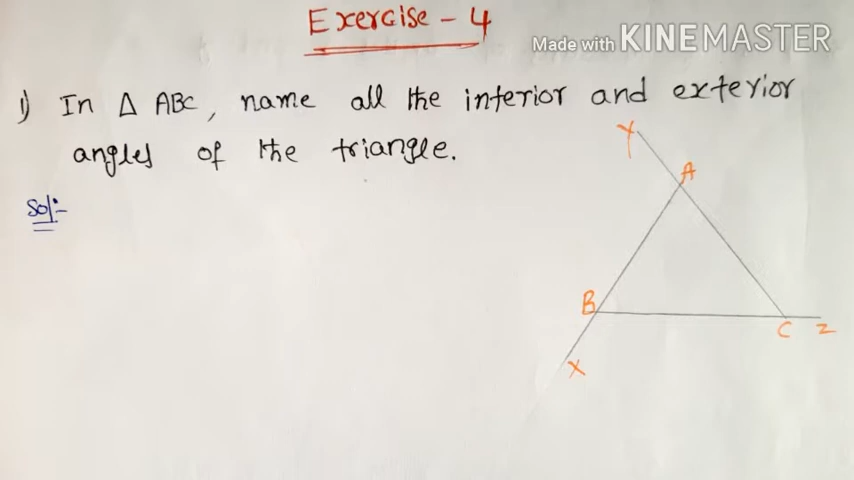 Exercise - 4
Made with KINEMASTER
1) In Δ ABC, name all the interior and exterior
angles of the triangle.
Sol:-
Y
A
B
C
Z
X